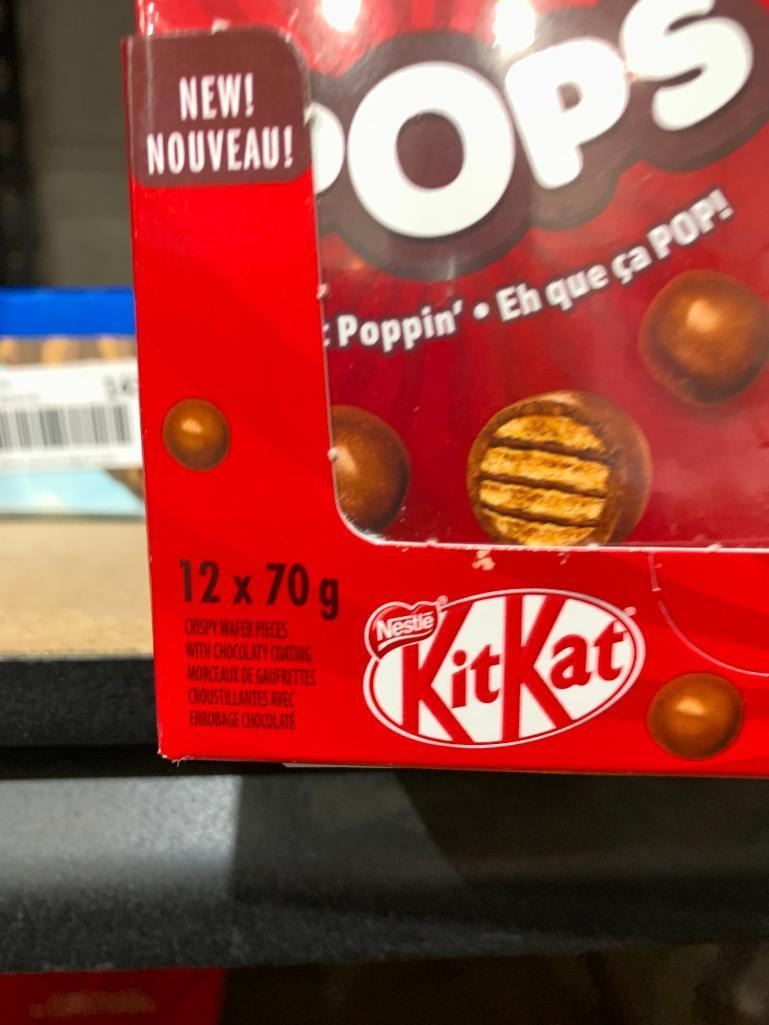 NEW!
NOUVEAU!
POPS
Poppin' • Eh que ça POP!
12 x 70 g
CRISPY WAFER PIECES
WITH CHOCOLATY COATING
MORCEAUX DE GAUFRETTES
CROUSTILLANTES AVEC
ENROBAGE CHOCOLATÉ
Nestlé®
KitKat